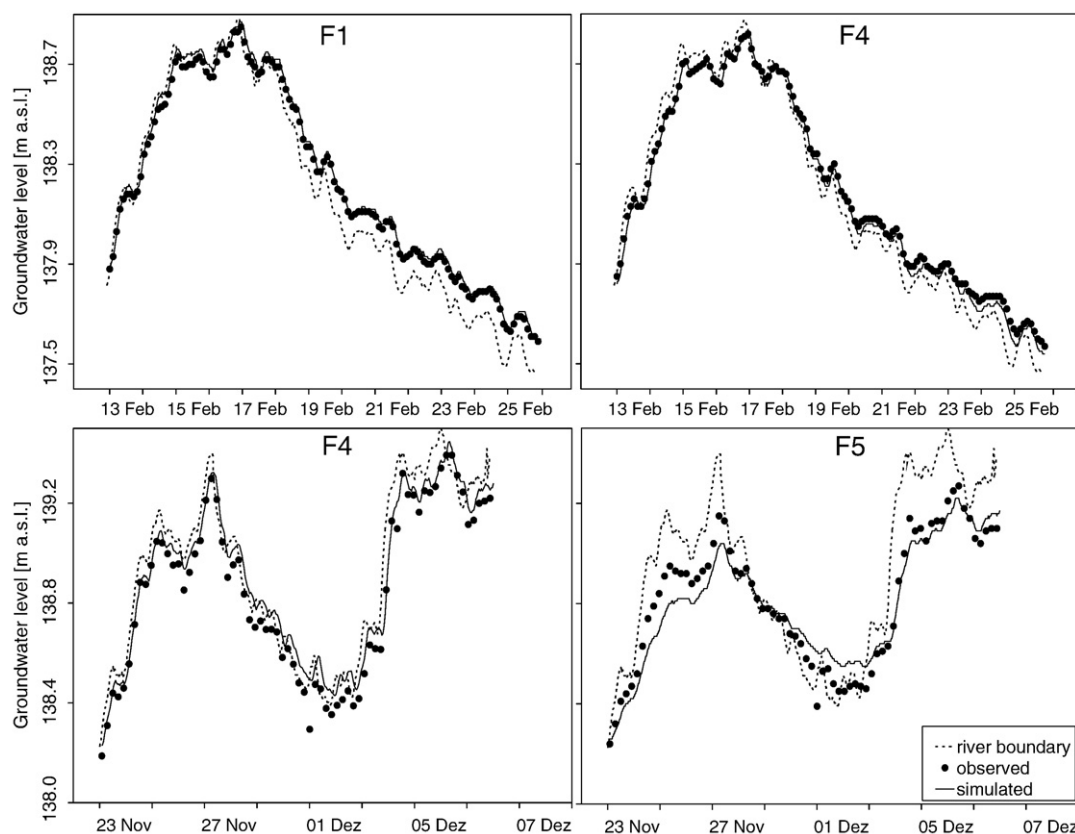 F1
F4
Groundwater level [m a.s.l.]
138.7
138.3
137.9
137.5
13 Feb 15 Feb 17 Feb 19 Feb 21 Feb 23 Feb 25 Feb
13 Feb 15 Feb 17 Feb 19 Feb 21 Feb 23 Feb 25 Feb
F4
F5
Groundwater level [m a.s.l.]
139.2
138.8
138.4
138.0
river boundary
observed
simulated
23 Nov 27 Nov 01 Dez 05 Dez 07 Dez
23 Nov 27 Nov 01 Dez 05 Dez 07 Dez